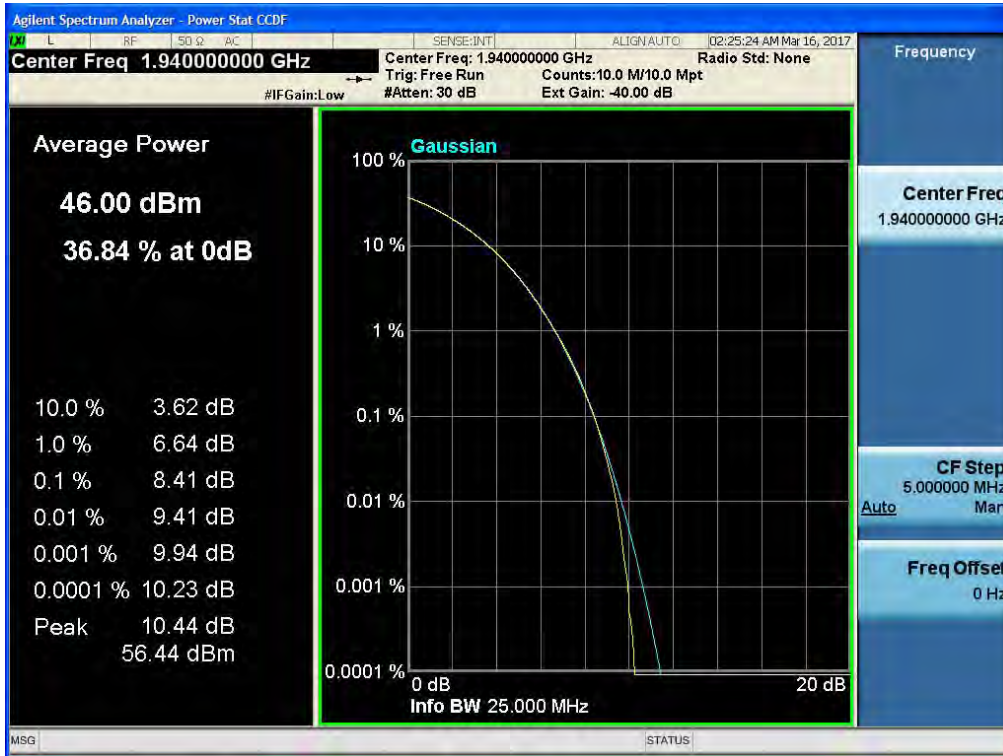 Agilent Spectrum Analyzer - Power Stat CCDF
LXI L RF 50 Ω AC SENSE:INT ALIGN AUTO 02:25:24 AM Mar 16, 2017
Center Freq 1.940000000 GHz
Center Freq: 1.940000000 GHz Radio Std: None
Trig: Free Run Counts:10.0 M/10.0 Mpt
#IFGain:Low #Atten: 30 dB Ext Gain: -40.00 dB
Average Power
46.00 dBm
36.84 % at 0dB
10.0 % 3.62 dB
1.0 % 6.64 dB
0.1 % 8.41 dB
0.01 % 9.41 dB
0.001 % 9.94 dB
0.0001 % 10.23 dB
Peak 10.44 dB
56.44 dBm
Gaussian
100 %
10 %
1 %
0.1 %
0.01 %
0.001 %
0.0001 %
0 dB 20 dB
Info BW 25.000 MHz
Frequency
Center Freq
1.940000000 GHz
CF Step
5.000000 MHz
Auto Man
Freq Offset
0 Hz
MSG STATUS